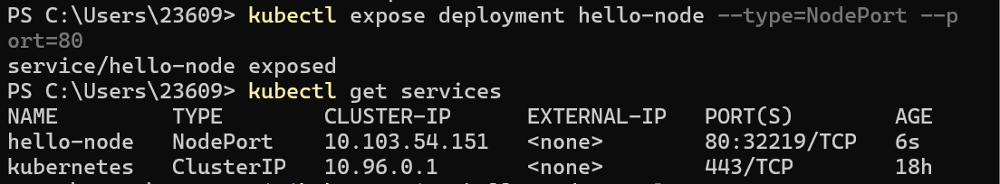 PS C:\Users\23609> kubectl expose deployment hello-node --type=NodePort --p
ort=80
service/hello-node exposed
PS C:\Users\23609> kubectl get services
NAME TYPE CLUSTER-IP EXTERNAL-IP PORT(S) AGE
hello-node NodePort 10.103.54.151 <none> 80:32219/TCP 6s
kubernetes ClusterIP 10.96.0.1 <none> 443/TCP 18h